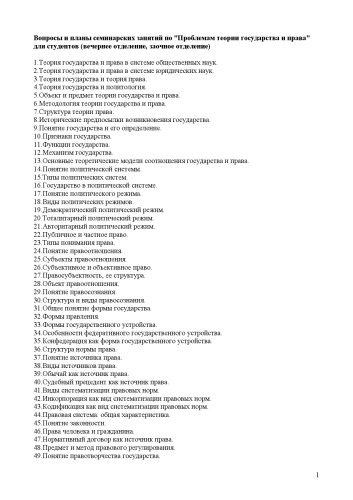 Вопросы и планы семинарских занятий по "Проблемам теории государства и права"
для студентов (вечернее отделение, заочное отделение)
1.Теория государства и права в системе общественных наук.
2.Теория государства и права в системе юридических наук.
3.Теория государства и теория права.
4.Теория государства и политология.
5.Объект и предмет теории государства и права.
6.Методология теории государства и права.
7.Структура теории права.
8.Исторические предпосылки возникновения государства.
9.Понятие государства и его определение.
10.Признаки государства.
11.Функции государства.
12.Механизм государства.
13.Основные теоретические модели соотношения государства и права.
14.Понятие политической системы.
15.Типы политических систем.
16.Государство в политической системе.
17.Понятие политического режима.
18.Виды политических режимов.
19.Демократический политический режим.
20.Тоталитарный политический режим.
21.Авторитарный политический режим.
22.Публичное и частное право.
23.Типы понимания права.
24.Понятие правоотношения.
25.Субъекты правоотношения.
26.Субъективное и объективное право.
27.Правосубъектность, ее структура.
28.Объект правоотношения.
29.Понятие правосознания.
30.Структура и виды правосознания.
31.Общее понятие формы государства.
32.Формы правления.
33.Формы государственного устройства.
34.Особенности федеративного государственного устройства.
35.Конфедерация как форма государственного устройства.
36.Структура нормы права.
37.Понятие источника права.
38.Виды источников права.
39.Обычай как источник права.
40.Судебный прецедент как источник права.
41.Виды систематизации правовых норм.
42.Инкорпорация как вид систематизации правовых норм.
43.Кодификация как вид систематизации правовых норм.
44.Правовая система: общая характеристика.
45.Понятие законности.
46.Права человека и гражданина.
47.Нормативный договор как источник права.
48.Предмет и метод правового регулирования.
49.Понятие правотворчества государства.
1